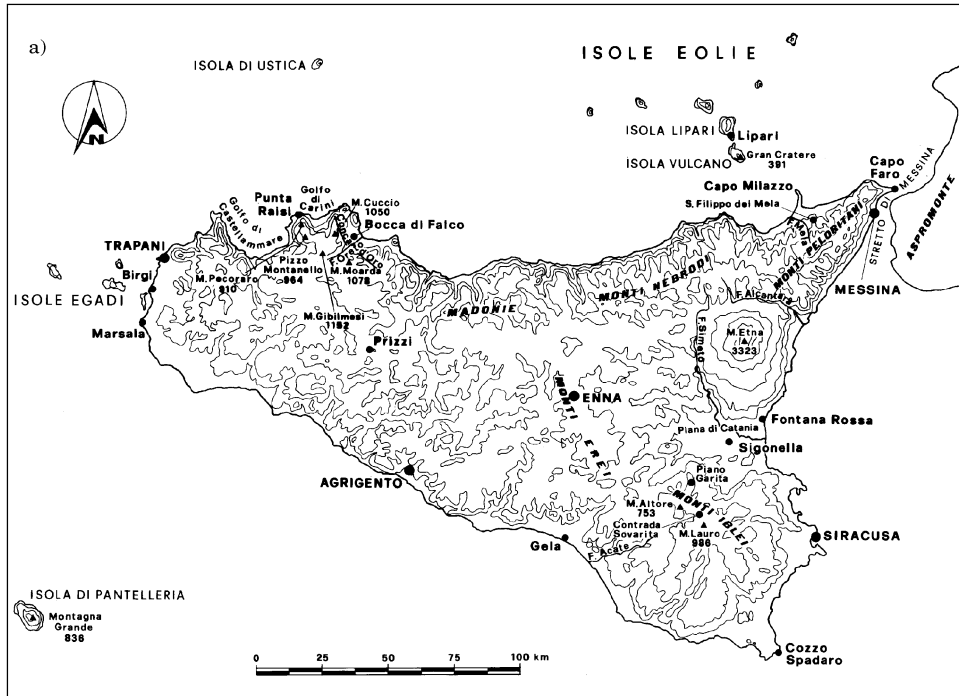 a)
ISOLE EOLIE
ISOLA DI USTICA
N
ISOLA LIPARI
Lipari
ISOLA VULCANO
Gran Cratere
391
Capo
Faro
STRETTO DI MESSINA
ASPROMONTE
Capo Milazzo
S. Filippo del Mela
F. Mela
MONTI PELORITANI
MESSINA
Punta
Raisi
Golfo
di
Carini
M.Cuccio
1050
Bocca di Falco
Golfo di
Castellammare
TRAPANI
Birgi
M. Pecoraro
910
Pizzo
Montanello
964
M. Moarda
1078
ISOLE EGADI
Marsala
M.Gibilmesi
1152
Prizzi
MADONIE
MONTI NEBRODI
F. Alcantara
F. Simeto
M.Etna
3323
MONTI EREI
ENNA
Fontana Rossa
Piana di Catania
Sigonella
AGRIGENTO
Piano
Garita
MONTI IBLEI
M.Altore
753
Contrada
Sovarita
M.Lauro
986
SIRACUSA
Gela
F. Acate
ISOLA DI PANTELLERIA
Montagna
Grande
836
Cozzo
Spadaro
0 25 50 75 100 km